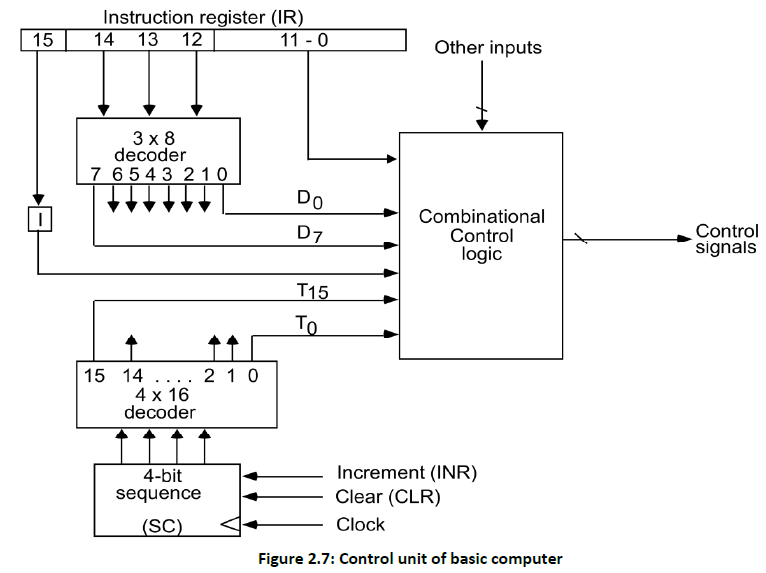 Instruction register (IR)
15 14 13 12 11 - 0
Other inputs
3 x 8
decoder
7 6 5 4 3 2 1 0
D0
D7
I
Combinational
Control
logic
Control
signals
T15
T0
15 14 . . . . 2 1 0
4 x 16
decoder
4-bit
sequence
(SC)
Increment (INR)
Clear (CLR)
Clock
Figure 2.7: Control unit of basic computer